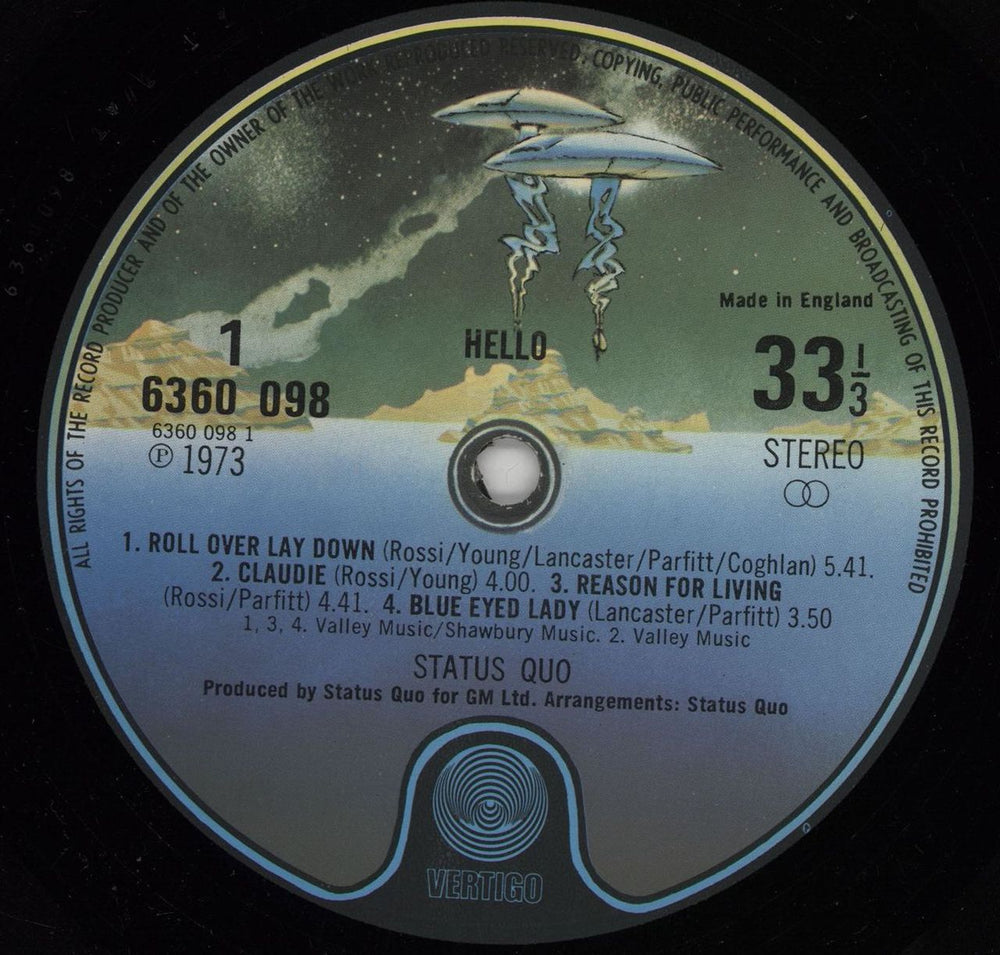 ALL RIGHTS OF THE RECORD PRODUCER AND OF THE OWNER OF THE WORK REPRODUCED RESERVED. COPYING, PUBLIC PERFORMANCE AND BROADCASTING OF THIS RECORD PROHIBITED
Made in England
1
HELLO
33 1/3
6360 098
6360 098 1
℗ 1973
STEREO
1. ROLL OVER LAY DOWN (Rossi/Young/Lancaster/Parfitt/Coghlan) 5.41.
2. CLAUDIE (Rossi/Young) 4.00. 3. REASON FOR LIVING
(Rossi/Parfitt) 4.41. 4. BLUE EYED LADY (Lancaster/Parfitt) 3.50
1, 3, 4. Valley Music/Shawbury Music. 2. Valley Music
STATUS QUO
Produced by Status Quo for GM Ltd. Arrangements: Status Quo
VERTIGO